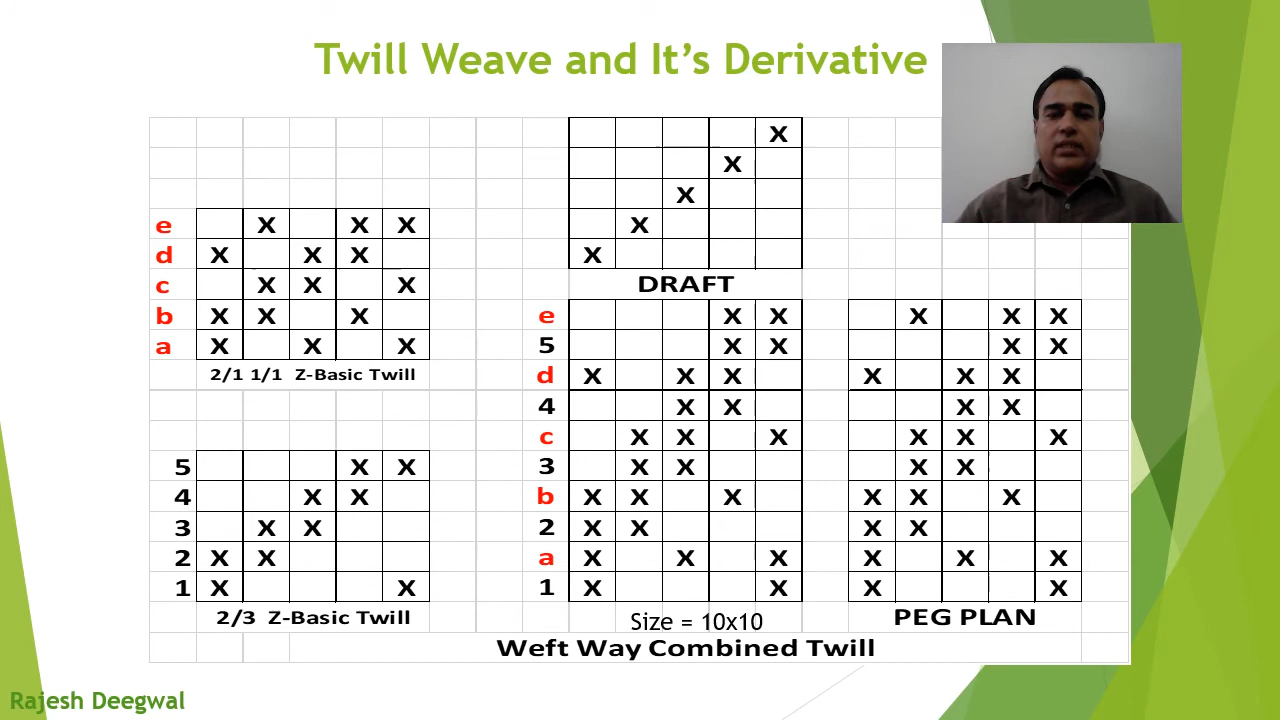 Twill Weave and It's Derivative
X
X
X
X
X
DRAFT
e X X X
d X X X
c X X X
b X X X
a X X X
2/1 1/1 Z-Basic Twill
5 X X
4 X X
3 X X
2 X X
1 X X
2/3 Z-Basic Twill
e X X
5 X X
d X X X
4 X X
c X X X
3 X X
b X X X
2 X X
a X X X
1 X X
Size = 10x10
X X X
X X
X X X
X X
X X X
X X
X X X
X X
X X X
X X
PEG PLAN
Weft Way Combined Twill
Rajesh Deegwal